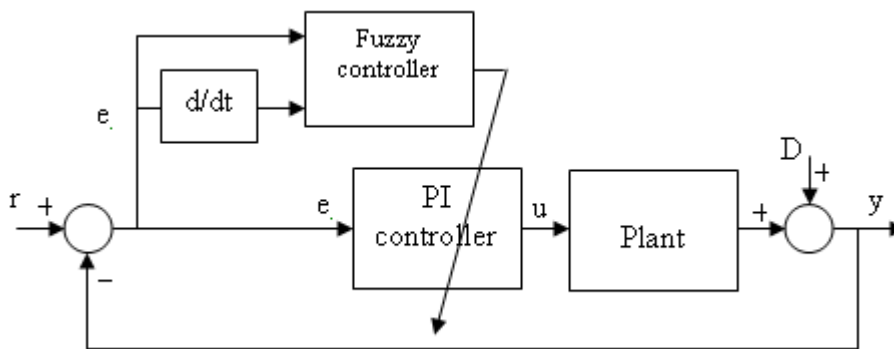 Fuzzy
controller
d/dt
e
D
+
r
+
e
PI
controller
u
Plant
+
y
−